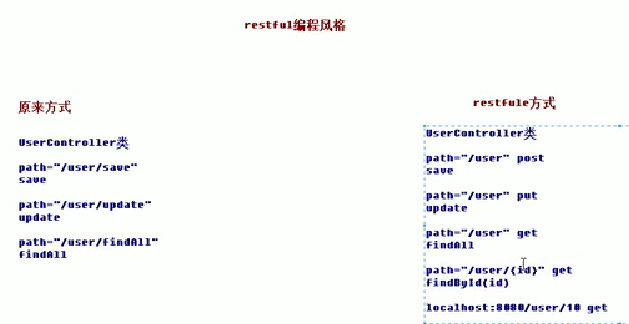 restful编程风格
原来方式
UserController类
path="/user/save"
save
path="/user/update"
update
path="/user/findAll"
findAll
restfule方式
UserController类
path="/user" post
save
path="/user" put
update
path="/user" get
findAll
path="/user/{id}" get
findById(id)
localhost:8080/user/10 get